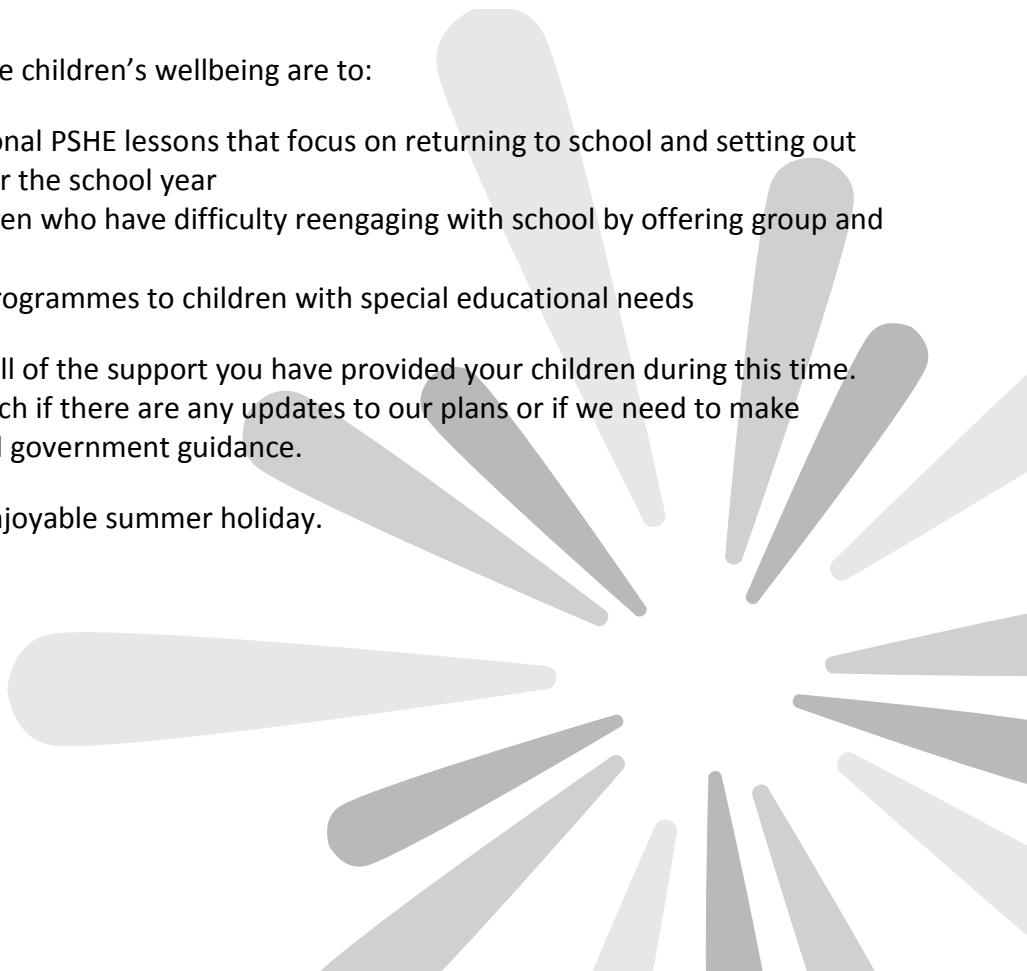 e children’s wellbeing are to:
onal PSHE lessons that focus on returning to school and setting out
r the school year
en who have difficulty reengaging with school by offering group and
rogrammes to children with special educational needs
ll of the support you have provided your children during this time.
ch if there are any updates to our plans or if we need to make
l government guidance.
njoyable summer holiday.